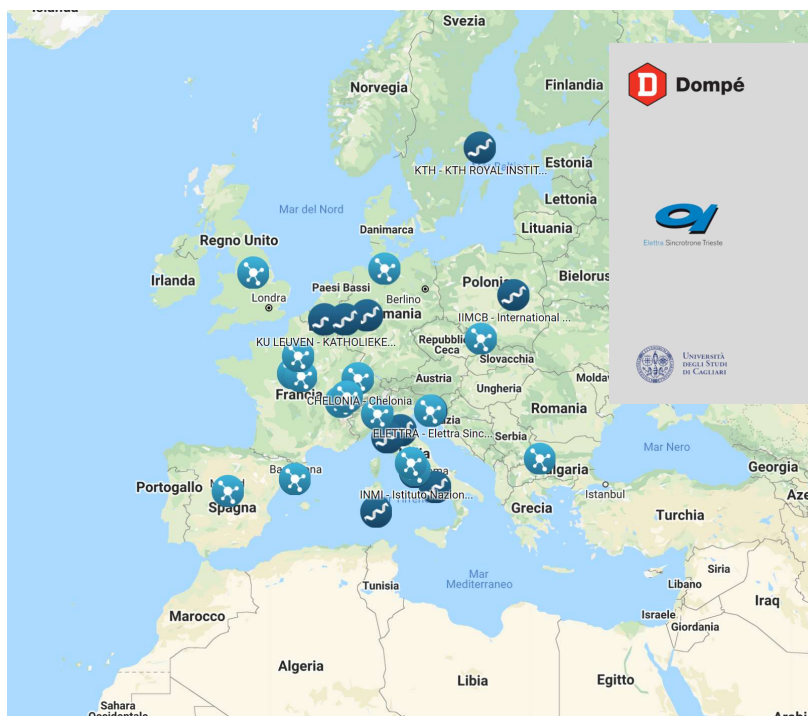 Svezia
Norvegia
Finlandia
Dompé
KTH - KTH ROYAL INSTIT...
Estonia
Lettonia
Mar del Nord
Danimarca
Lituania
Regno Unito
Elettra Sincrotrone Trieste
Irlanda
Paesi Bassi
Berlino
Polonia
Bielorus
Londra
IIMCB - International ...
KU LEUVEN - KATHOLIEKE...
Repubblica
Ceca
Slovacchia
UNIVERSITÀ
DEGLI STUDI
DI CAGLIARI
Austria
Ungheria
Moldav
Francia
CHELONIA - Chelonia
Romania
ELETTRA - Elettra Sinc...
Serbia
Mar Nero
Georgia
Portogallo
Spagna
INMI - Istituto Nazion...
Istanbul
Aze
Grecia
Turchia
Mar
Mediterraneo
Siria
Tunisia
Libano
Iraq
Israele
Giordania
Marocco
Algeria
Libia
Egitto
Sahara
Occidentale